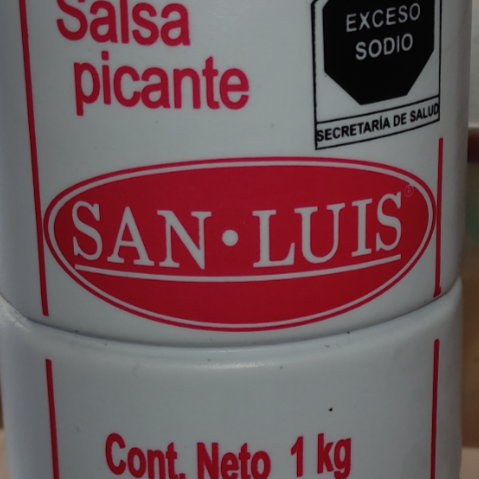 Salsa
picante
EXCESO
SODIO
SECRETARÍA DE SALUD
SAN·LUIS®
Cont. Neto 1 kg